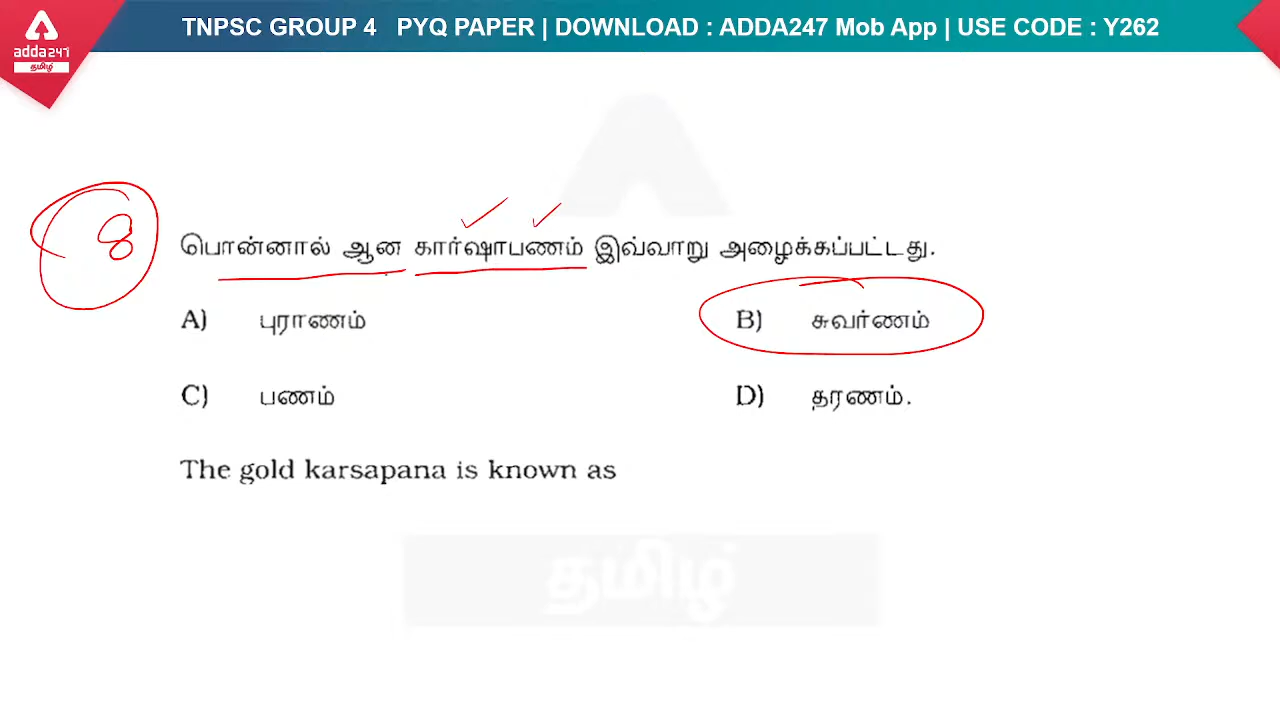 TNPSC GROUP 4 PYQ PAPER | DOWNLOAD : ADDA247 Mob App | USE CODE : Y262
adda247
தமிழ்
8
பொன்னால் ஆன கார்ஷாபணம் இவ்வாறு அழைக்கப்பட்டது.
A) புராணம் B) சுவர்ணம்
C) பணம் D) தரணம்.
The gold karsapana is known as
தமிழ்